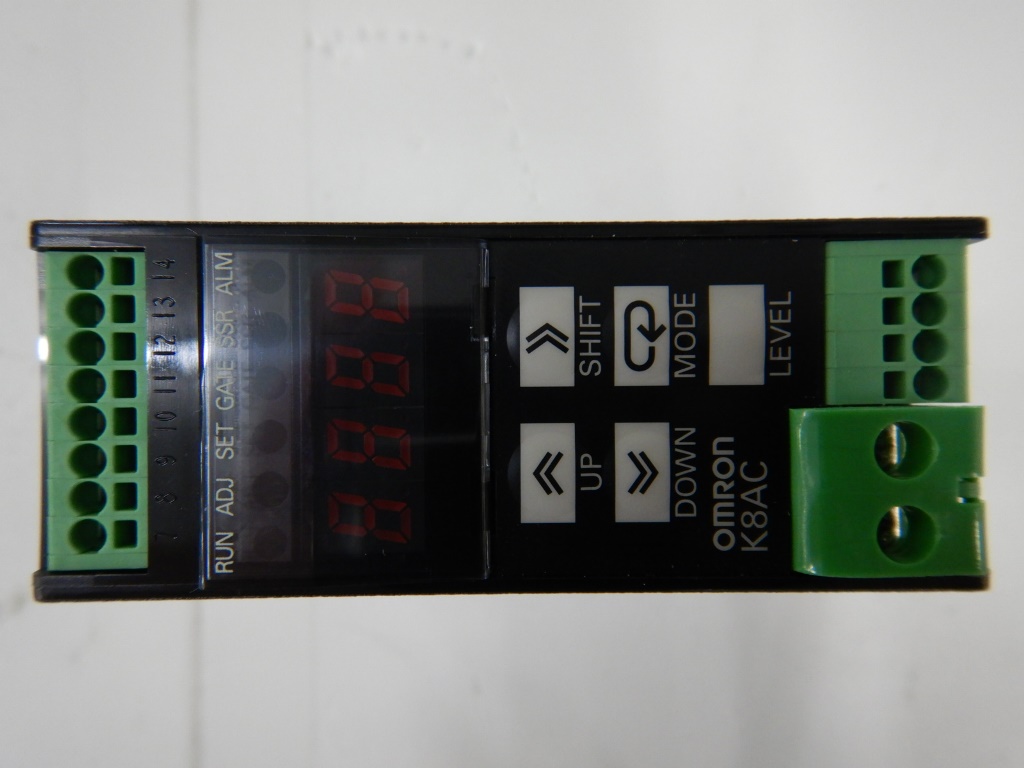 7 8 9 10 11 12 13 14
RUN ADJ SET GATE SSR ALM
UP SHIFT
DOWN MODE
OMRON
K8AC
LEVEL